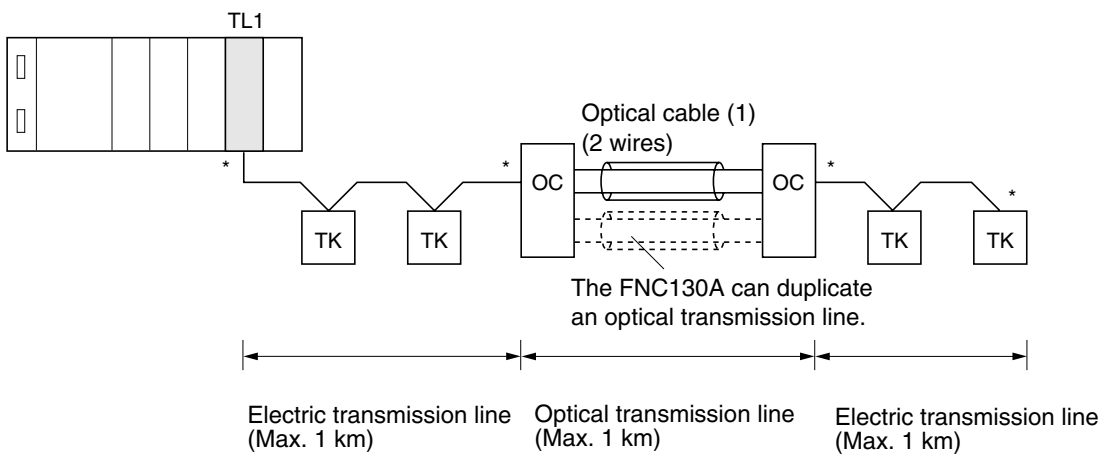 TL1
Optical cable (1)
(2 wires)
*
*
OC
OC
*
*
TK
TK
TK
TK
The FNC130A can duplicate
an optical transmission line.
Electric transmission line
(Max. 1 km)
Optical transmission line
(Max. 1 km)
Electric transmission line
(Max. 1 km)